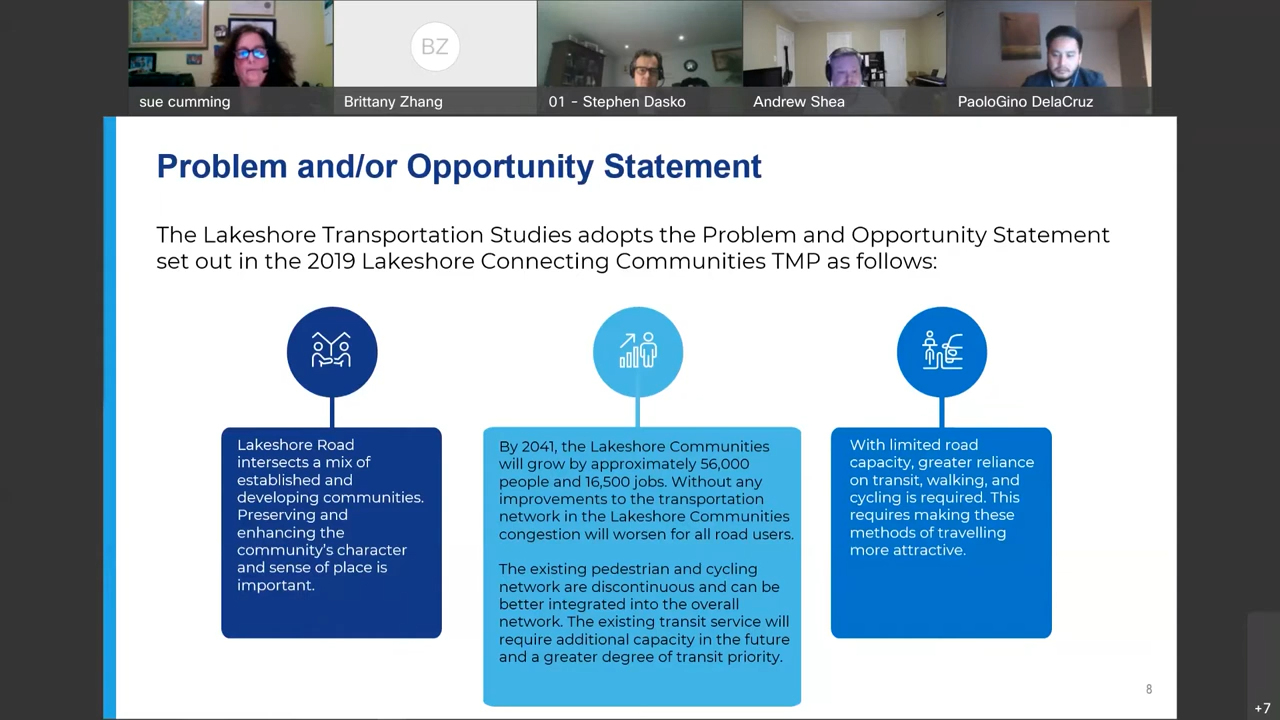 BZ
sue cumming
Brittany Zhang
01 - Stephen Dasko
Andrew Shea
PaoloGino DelaCruz
Problem and/or Opportunity Statement
The Lakeshore Transportation Studies adopts the Problem and Opportunity Statement
set out in the 2019 Lakeshore Connecting Communities TMP as follows:
Lakeshore Road
intersects a mix of
established and
developing communities.
Preserving and
enhancing the
community's character
and sense of place is
important.
By 2041, the Lakeshore Communities
will grow by approximately 56,000
people and 16,500 jobs. Without any
improvements to the transportation
network in the Lakeshore Communities
congestion will worsen for all road users.
The existing pedestrian and cycling
network are discontinuous and can be
better integrated into the overall
network. The existing transit service will
require additional capacity in the future
and a greater degree of transit priority.
With limited road
capacity, greater reliance
on transit, walking, and
cycling is required. This
requires making these
methods of travelling
more attractive.
8
+7